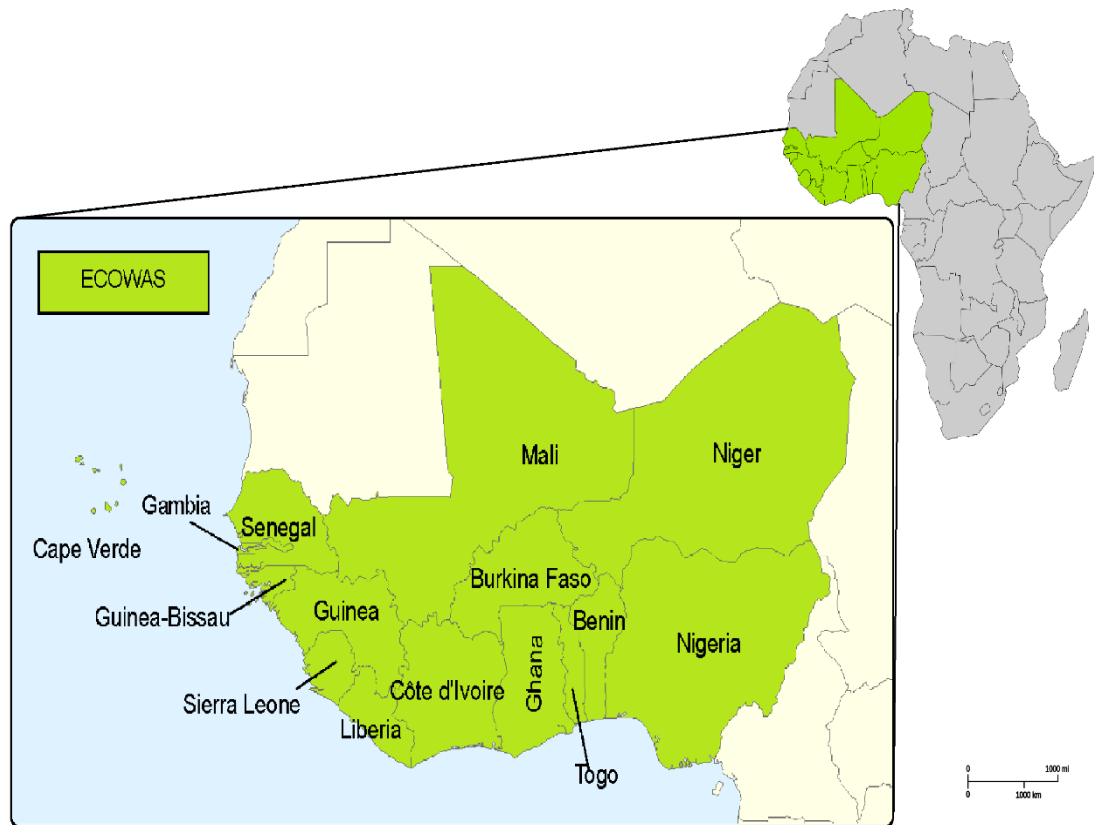 ECOWAS
Mali
Niger
Gambia
Senegal
Cape Verde
Burkina Faso
Guinea-Bissau
Guinea
Benin
Nigeria
Ghana
Sierra Leone
Côte d'Ivoire
Liberia
Togo
0 1000 mi
0 1000 km